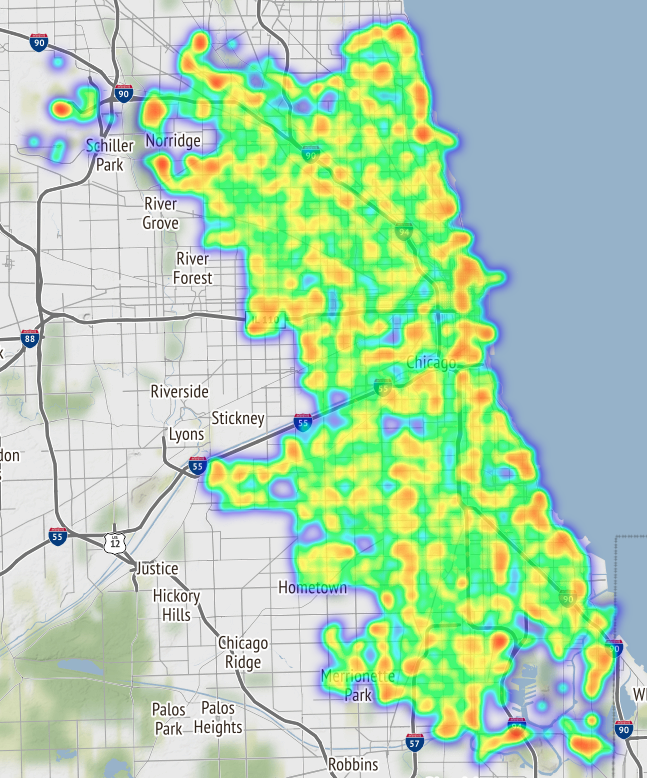 90
90
Schiller
Park
Norridge
90
River
Grove
94
River
Forest
88
Chicago
55
Riverside
Stickney
55
Lyons
don
55
55
US
12
Justice
Hometown
90
Hickory
Hills
Chicago
Ridge
90
Merrionette
Park
Palos
Park
Palos
Heights
94
57
90
Robbins